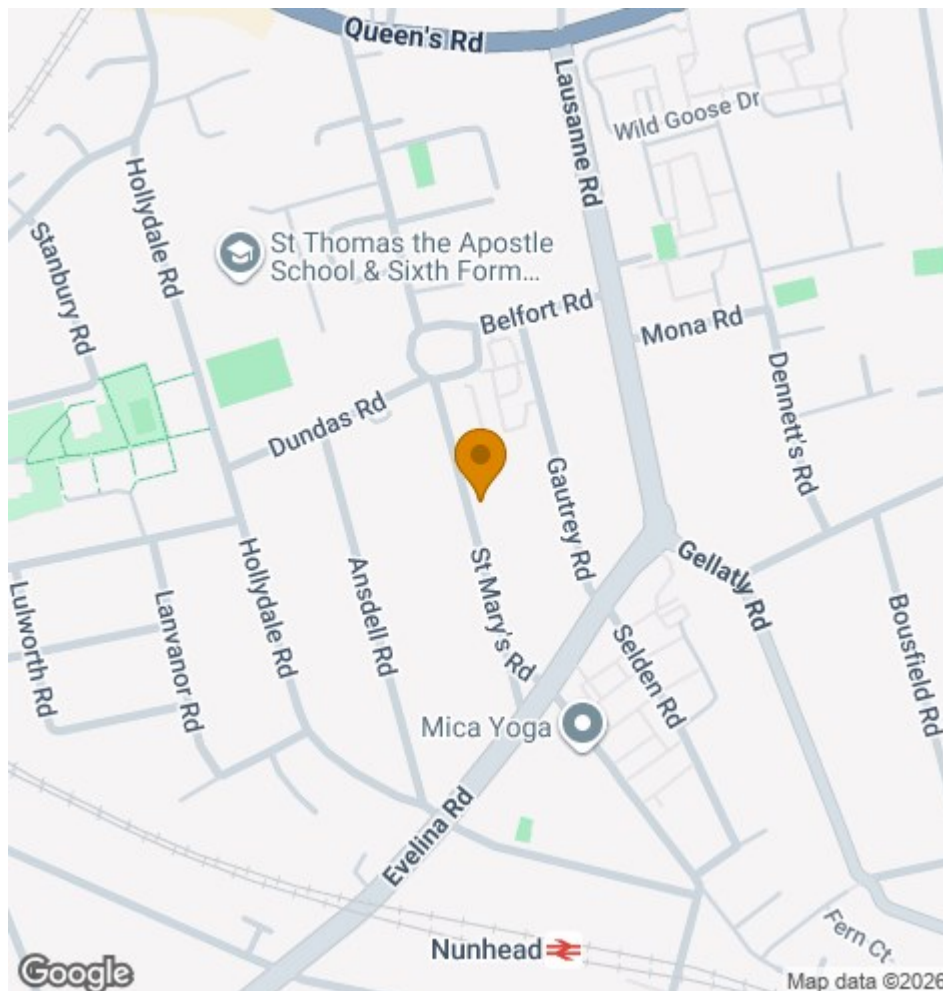 Queen's Rd
Lausanne Rd
Wild Goose Dr
Hollydale Rd
Stanbury Rd
St Thomas the Apostle
School & Sixth Form...
Belfort Rd
Mona Rd
Dennett's Rd
Dundas Rd
Gautrey Rd
St Mary's Rd
Gellatly Rd
Hollydale Rd
Ansdell Rd
Lanvanor Rd
Lulworth Rd
Bousfield Rd
Selden Rd
Mica Yoga
Evelina Rd
Nunhead
Fern Ct
Google
Map data ©2026